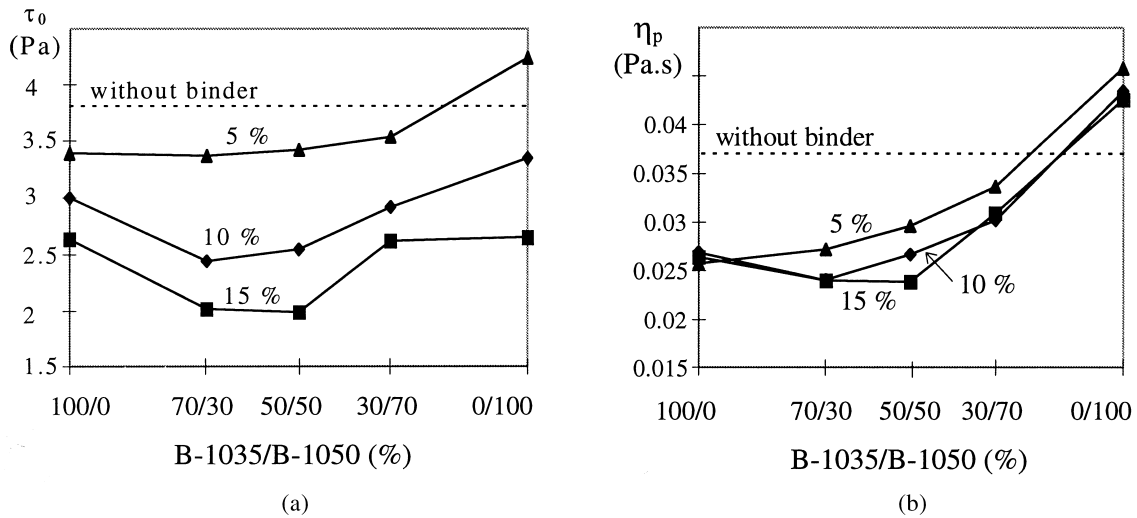 τ₀
(Pa)
4
3.5
3
2.5
2
1.5
without binder
5 %
10 %
15 %
100/0 70/30 50/50 30/70 0/100
B-1035/B-1050 (%)
(a)
ηp
(Pa.s)
0.04
0.035
0.03
0.025
0.02
0.015
without binder
5 %
10 %
15 %
100/0 70/30 50/50 30/70 0/100
B-1035/B-1050 (%)
(b)